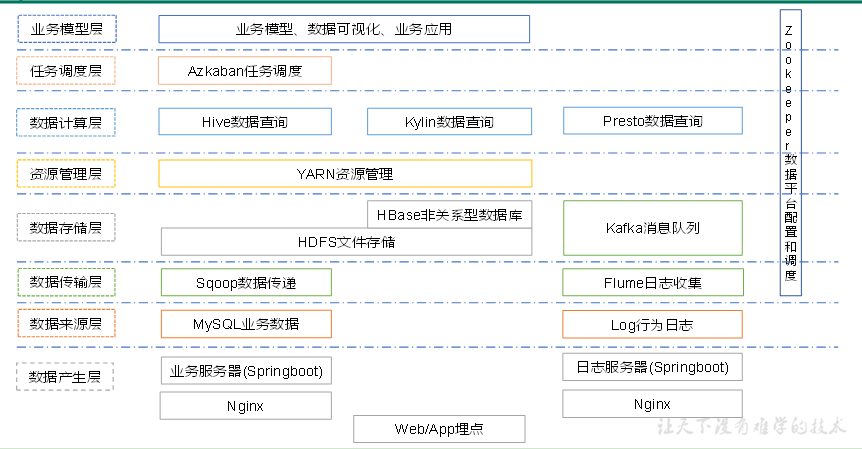 业务模型层
业务模型、数据可视化、业务应用
任务调度层
Azkaban任务调度
数据计算层
Hive数据查询
Kylin数据查询
Presto数据查询
资源管理层
YARN资源管理
数据存储层
HBase非关系型数据库
HDFS文件存储
Kafka消息队列
数据传输层
Sqoop数据传递
Flume日志收集
数据来源层
MySQL业务数据
Log行为日志
数据产生层
业务服务器(Springboot)
日志服务器(Springboot)
Nginx
Nginx
Web/App埋点
Zookeeper数据平台配置和调度
让天下没有难学的技术